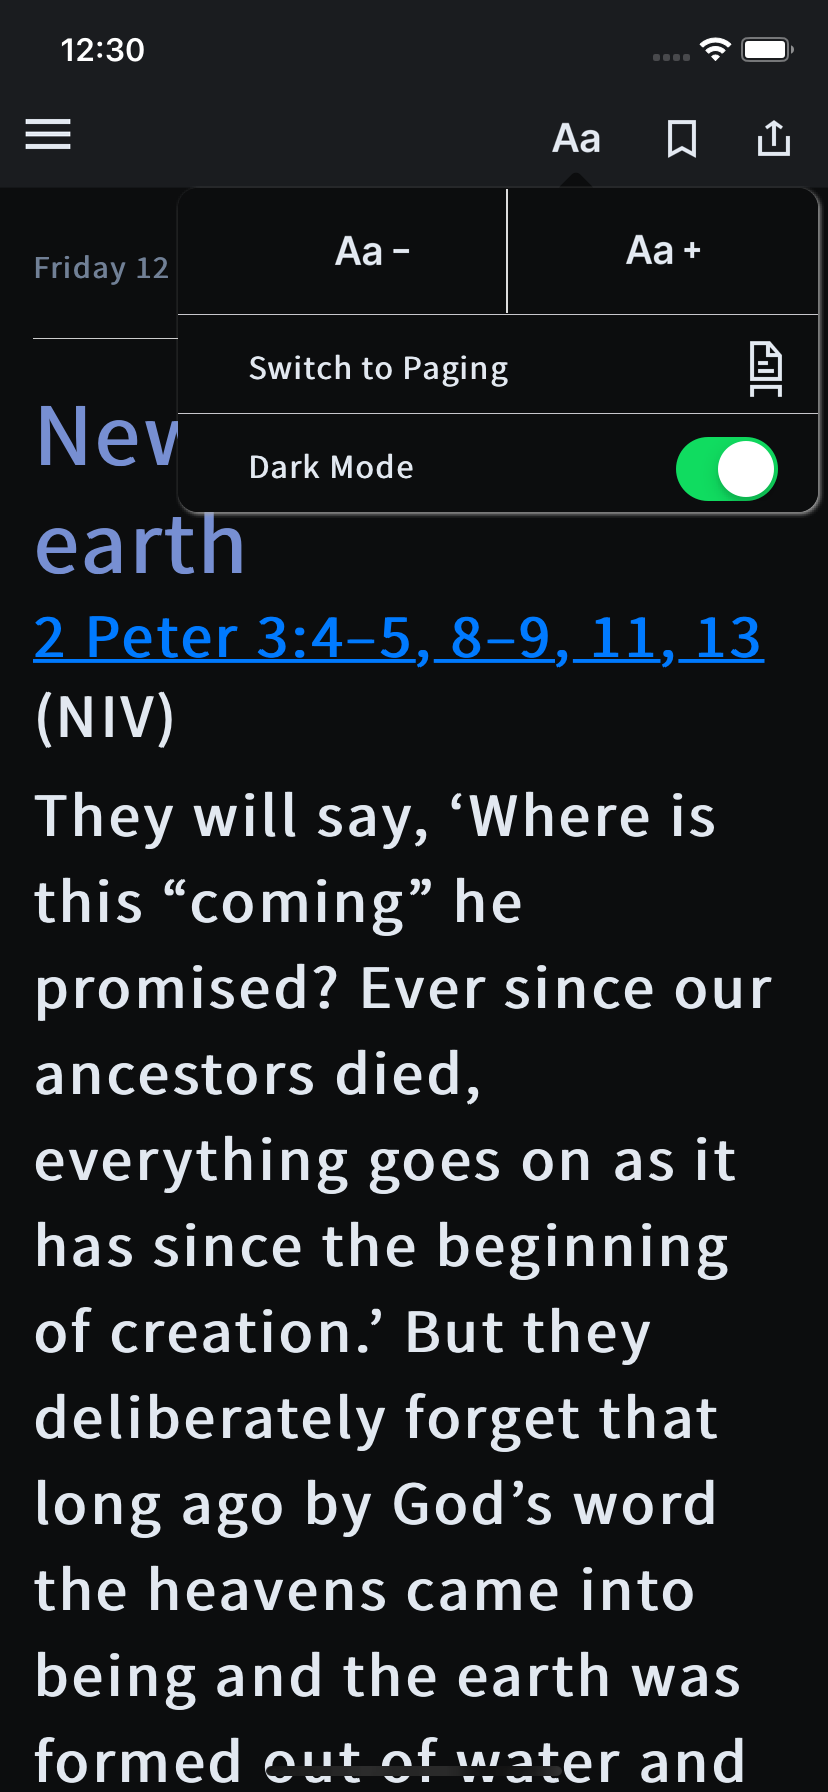 12:30
Aa
Aa -
Aa +
Friday 12
Switch to Paging
Dark Mode
earth
2 Peter 3:4–5, 8–9, 11, 13
(NIV)
They will say, ‘Where is
this “coming” he
promised? Ever since our
ancestors died,
everything goes on as it
has since the beginning
of creation.’ But they
deliberately forget that
long ago by God’s word
the heavens came into
being and the earth was
formed out of water and